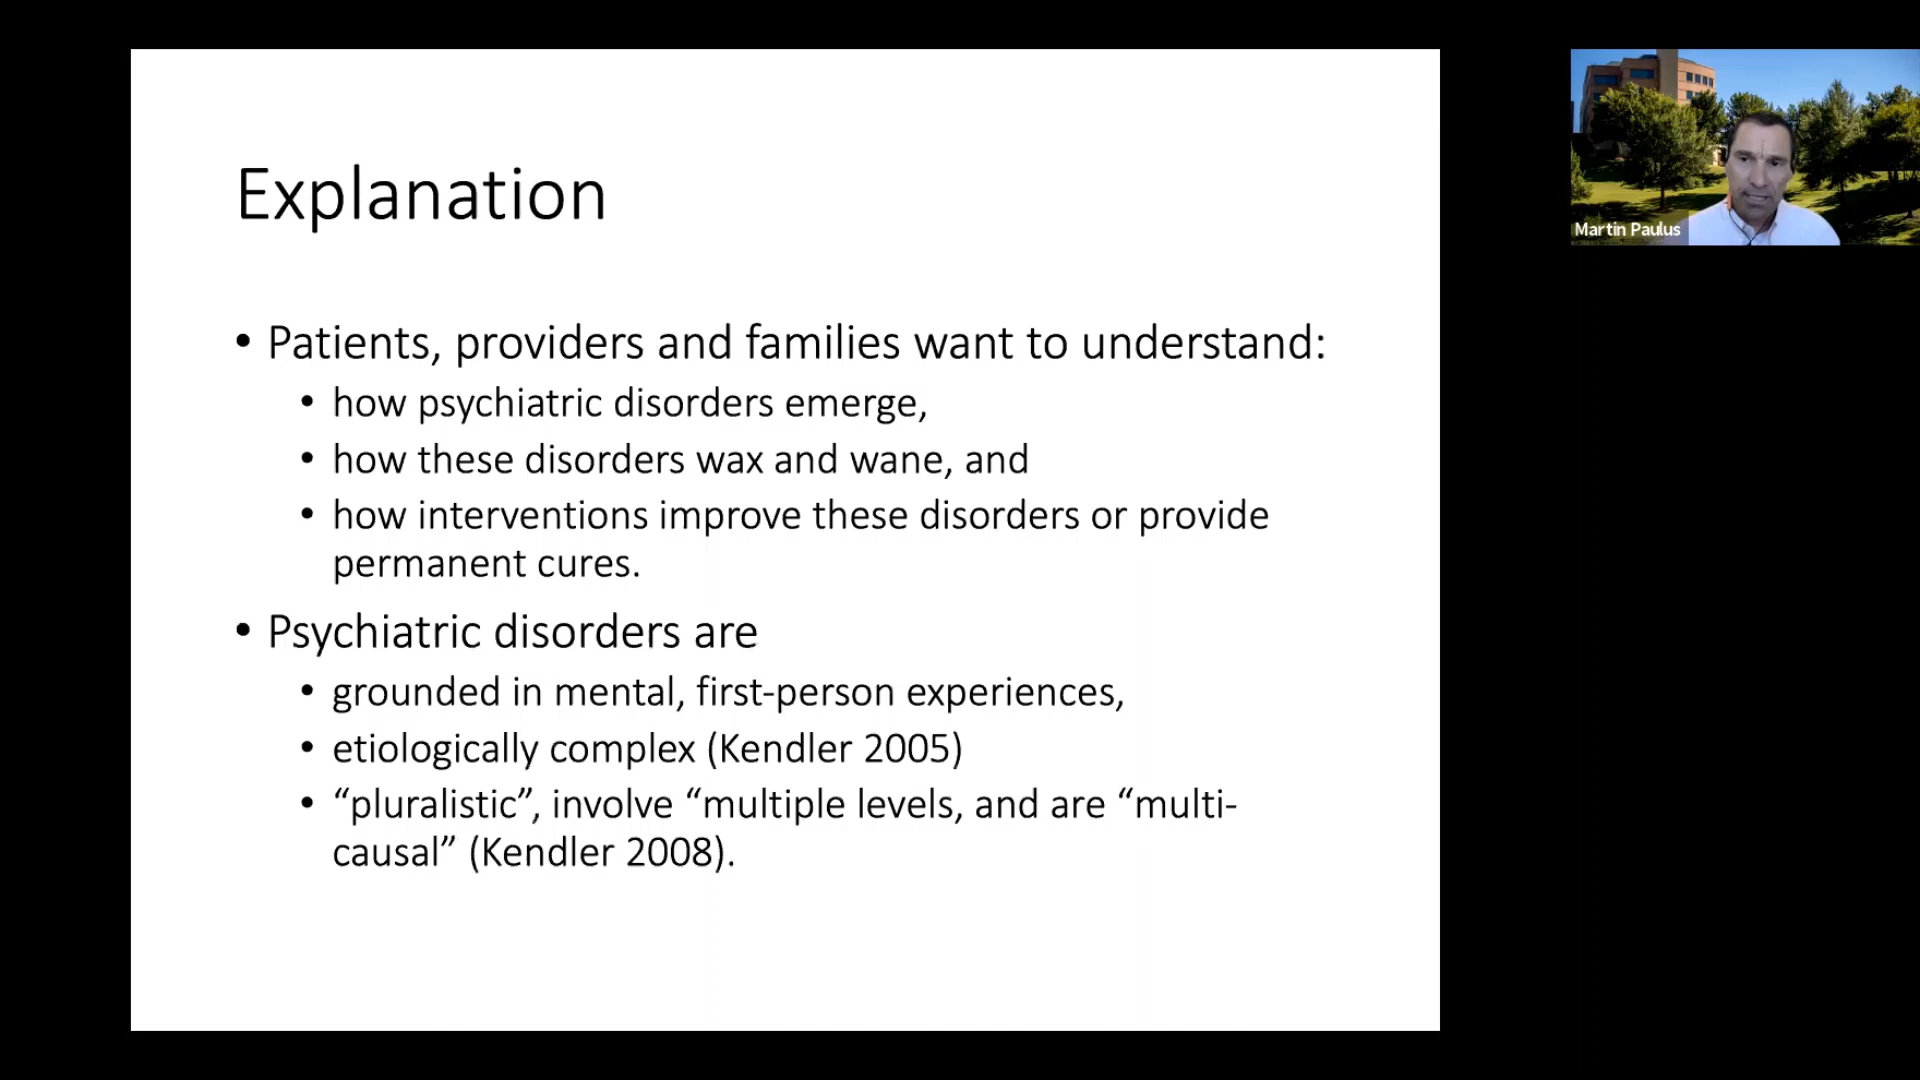 Explanation
• Patients, providers and families want to understand:
• how psychiatric disorders emerge,
• how these disorders wax and wane, and
• how interventions improve these disorders or provide
permanent cures.
• Psychiatric disorders are
• grounded in mental, first-person experiences,
• etiologically complex (Kendler 2005)
• “pluralistic”, involve “multiple levels, and are “multi-
causal” (Kendler 2008).
Martin Paulus